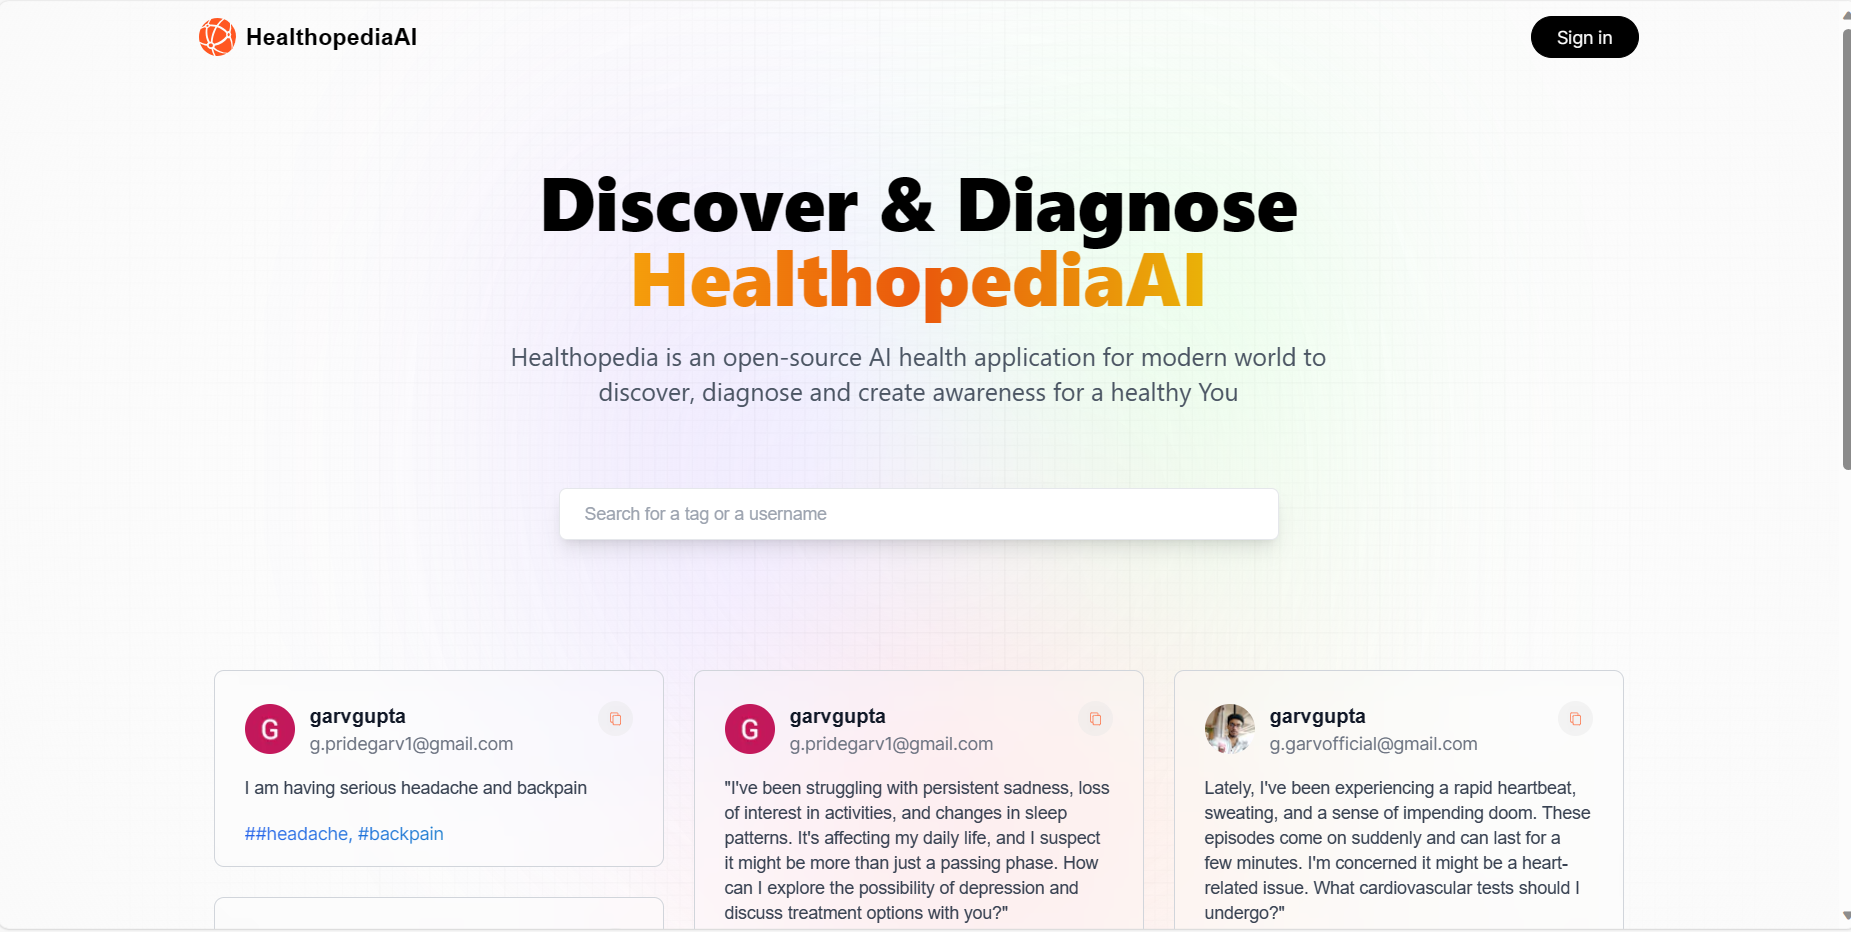 HealthopediaAI
Sign in
Discover & Diagnose
HealthopediaAI
Healthopedia is an open-source AI health application for modern world to
discover, diagnose and create awareness for a healthy You
Search for a tag or a username
G
garvgupta
g.pridegarv1@gmail.com
I am having serious headache and backpain
##headache, #backpain
G
garvgupta
g.pridegarv1@gmail.com
"I've been struggling with persistent sadness, loss
of interest in activities, and changes in sleep
patterns. It's affecting my daily life, and I suspect
it might be more than just a passing phase. How
can I explore the possibility of depression and
discuss treatment options with you?"
garvgupta
g.garvofficial@gmail.com
Lately, I've been experiencing a rapid heartbeat,
sweating, and a sense of impending doom. These
episodes come on suddenly and can last for a
few minutes. I'm concerned it might be a heart-
related issue. What cardiovascular tests should I
undergo?"